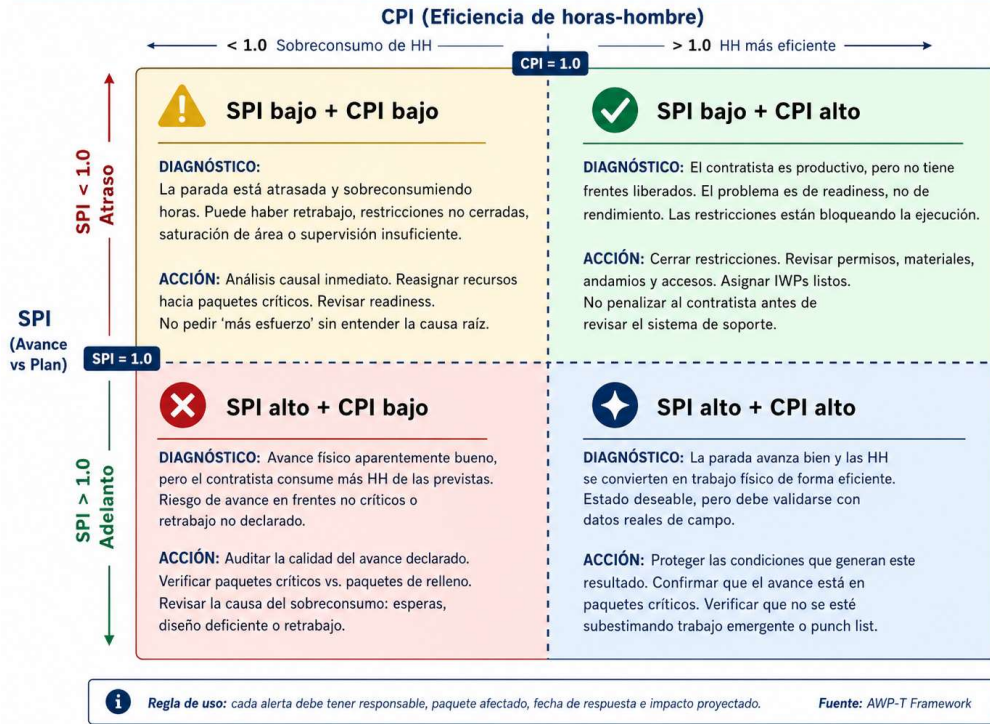 CPI (Eficiencia de horas-hombre)
< 1.0 Sobreconsumo de HH
> 1.0 HH más eficiente
CPI = 1.0
SPI < 1.0
Atraso
SPI
(Avance
vs Plan)
SPI = 1.0
SPI > 1.0
Adelanto
SPI bajo + CPI bajo
DIAGNÓSTICO:
La parada está atrasada y sobreconsumiendo
horas. Puede haber retrabajo, restricciones no cerradas,
saturación de área o supervisión insuficiente.
ACCIÓN: Análisis causal inmediato. Reasignar recursos
hacia paquetes críticos. Revisar readiness.
No pedir ‘más esfuerzo’ sin entender la causa raíz.
SPI bajo + CPI alto
DIAGNÓSTICO: El contratista es productivo, pero no tiene
frentes liberados. El problema es de readiness, no de
rendimiento. Las restricciones están bloqueando la ejecución.
ACCIÓN: Cerrar restricciones. Revisar permisos, materiales,
andamios y accesos. Asignar IWPs listos.
No penalizar al contratista antes de
revisar el sistema de soporte.
SPI alto + CPI bajo
DIAGNÓSTICO: Avance físico aparentemente bueno,
pero el contratista consume más HH de las previstas.
Riesgo de avance en frentes no críticos o
retrabajo no declarado.
ACCIÓN: Auditar la calidad del avance declarado.
Verificar paquetes críticos vs. paquetes de relleno.
Revisar la causa del sobreconsumo: esperas,
diseño deficiente o retrabajo.
SPI alto + CPI alto
DIAGNÓSTICO: La parada avanza bien y las HH
se convierten en trabajo físico de forma eficiente.
Estado deseable, pero debe validarse con
datos reales de campo.
ACCIÓN: Proteger las condiciones que generan este
resultado. Confirmar que el avance está en
paquetes críticos. Verificar que no se esté
subestimando trabajo emergente o punch list.
Regla de uso: cada alerta debe tener responsable, paquete afectado, fecha de respuesta e impacto proyectado.
Fuente: AWP-T Framework